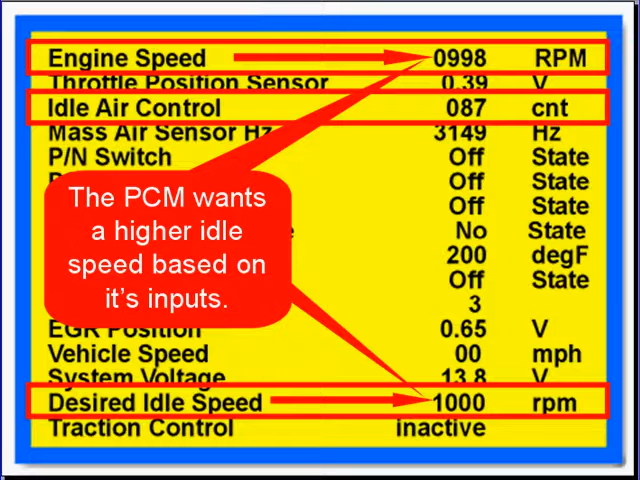 Engine Speed 0998 RPM
Throttle Position Sensor 0.39 V
Idle Air Control 087 cnt
Mass Air Sensor Hz 3149 Hz
P/N Switch Off State
Off State
Off State
No State
200 degF
Off State
3
EGR Position 0.65 V
Vehicle Speed 00 mph
System Voltage 13.8 V
Desired Idle Speed 1000 rpm
Traction Control inactive
The PCM wants
a higher idle
speed based on
it's inputs.